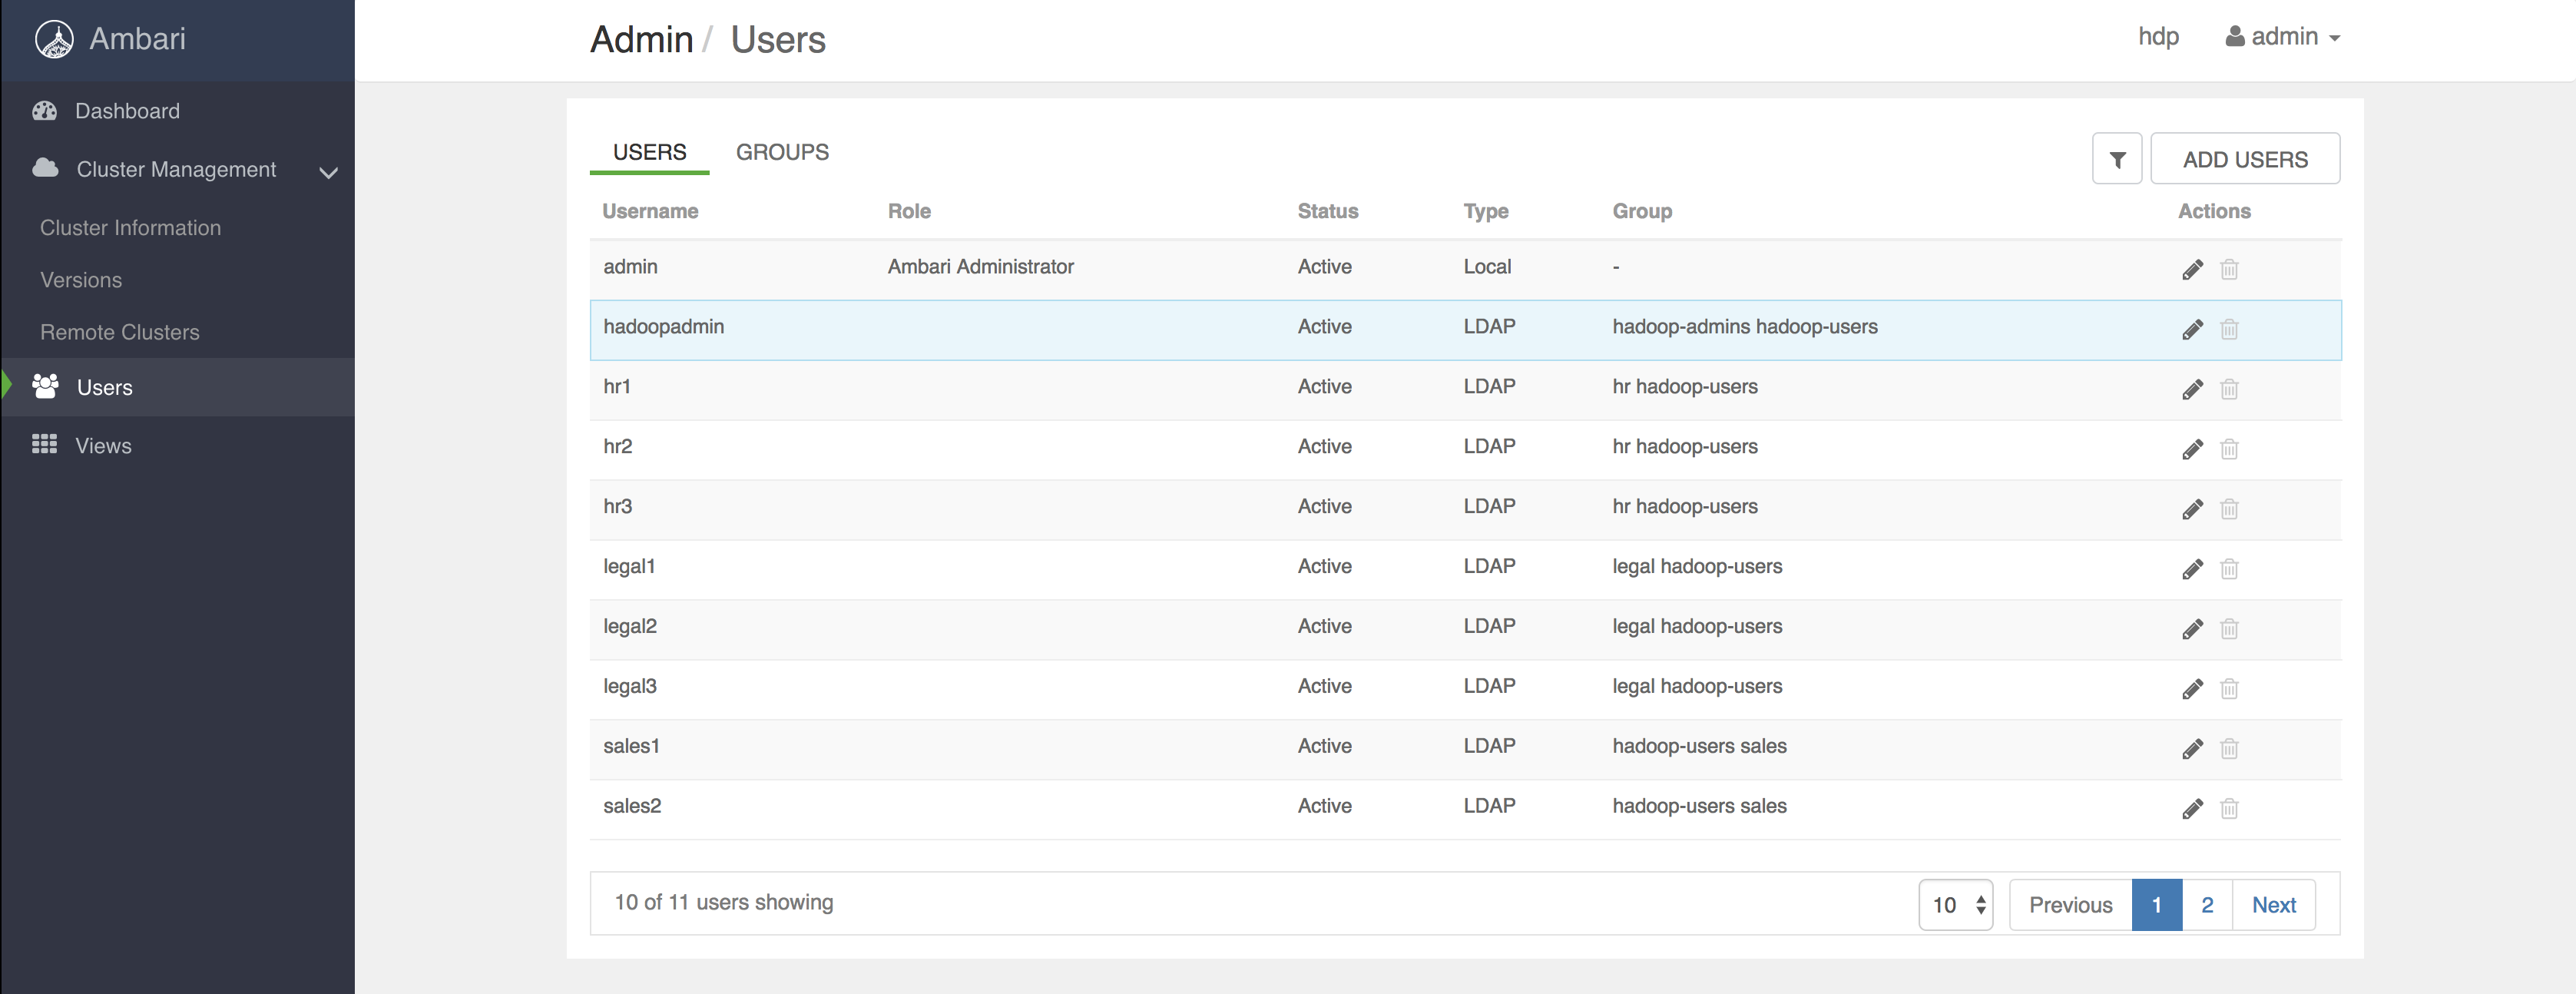 Ambari
Admin / Users
hdp
admin
Dashboard
Cluster Management
Cluster Information
Versions
Remote Clusters
Users
Views
USERS GROUPS
ADD USERS
Username Role Status Type Group Actions
admin Ambari Administrator Active Local -
hadoopadmin Active LDAP hadoop-admins hadoop-users
hr1 Active LDAP hr hadoop-users
hr2 Active LDAP hr hadoop-users
hr3 Active LDAP hr hadoop-users
legal1 Active LDAP legal hadoop-users
legal2 Active LDAP legal hadoop-users
legal3 Active LDAP legal hadoop-users
sales1 Active LDAP hadoop-users sales
sales2 Active LDAP hadoop-users sales
10 of 11 users showing
10
Previous 1 2 Next